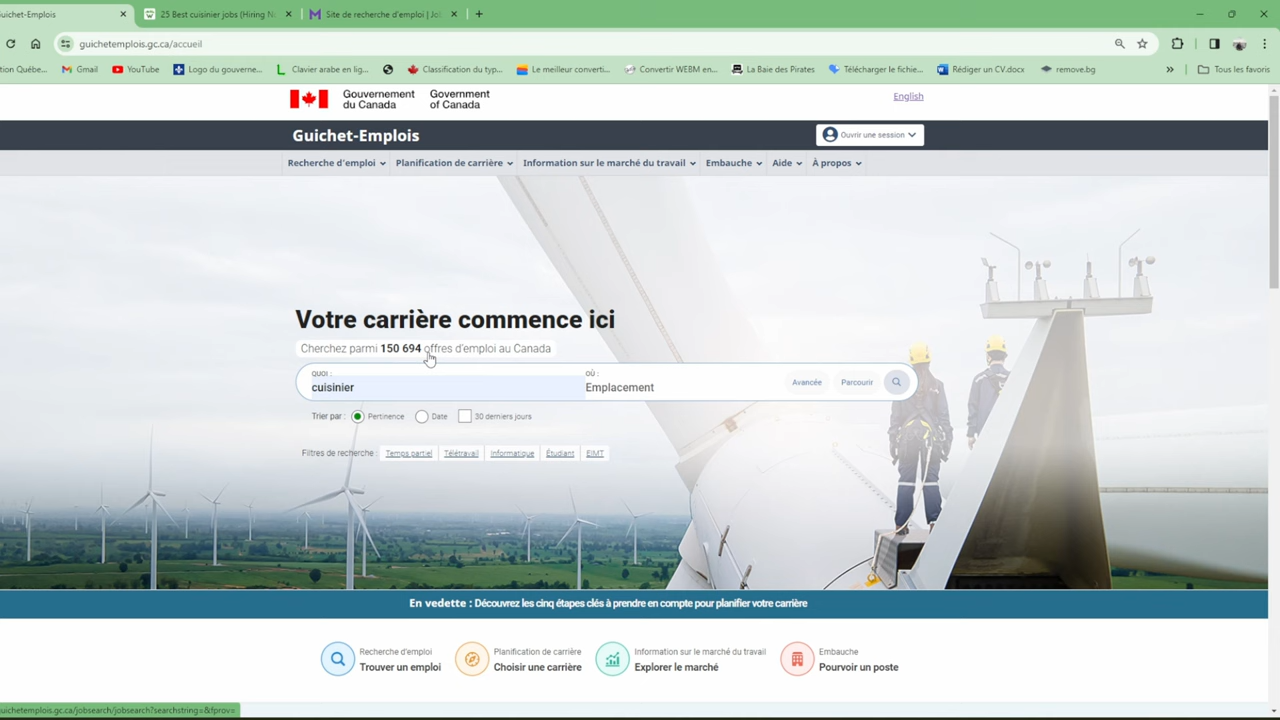 uichet-Emplois
25 Best cuisinier jobs (Hiring N
Site de recherche d'emploi | Jo
guichetemplois.gc.ca/accueil
tion Québe...
Gmail
YouTube
Logo du gouverne...
Clavier arabe en lig...
Classification du typ...
Le meilleur converti...
Convertir WEBM en...
La Baie des Pirates
Télécharger le fichie...
Rédiger un CV.docx
remove.bg
Tous les favoris
Gouvernement du Canada
Government of Canada
English
Guichet-Emplois
Ouvrir une session
Recherche d'emploi
Planification de carrière
Information sur le marché du travail
Embauche
Aide
À propos
Votre carrière commence ici
Cherchez parmi 150 694 offres d'emploi au Canada
QUOI :
OÙ :
cuisinier
Emplacement
Avancée
Parcourir
Trier par :
Pertinence
Date
30 derniers jours
Filtres de recherche :
Temps partiel
Télétravail
Informatique
Étudiant
EIMT
En vedette : Découvrez les cinq étapes clés à prendre en compte pour planifier votre carrière
Recherche d'emploi
Trouver un emploi
Planification de carrière
Choisir une carrière
Information sur le marché du travail
Explorer le marché
Embauche
Pourvoir un poste
uichetemplois.gc.ca/jobsearch/jobsearch?searchstring=&fprov=